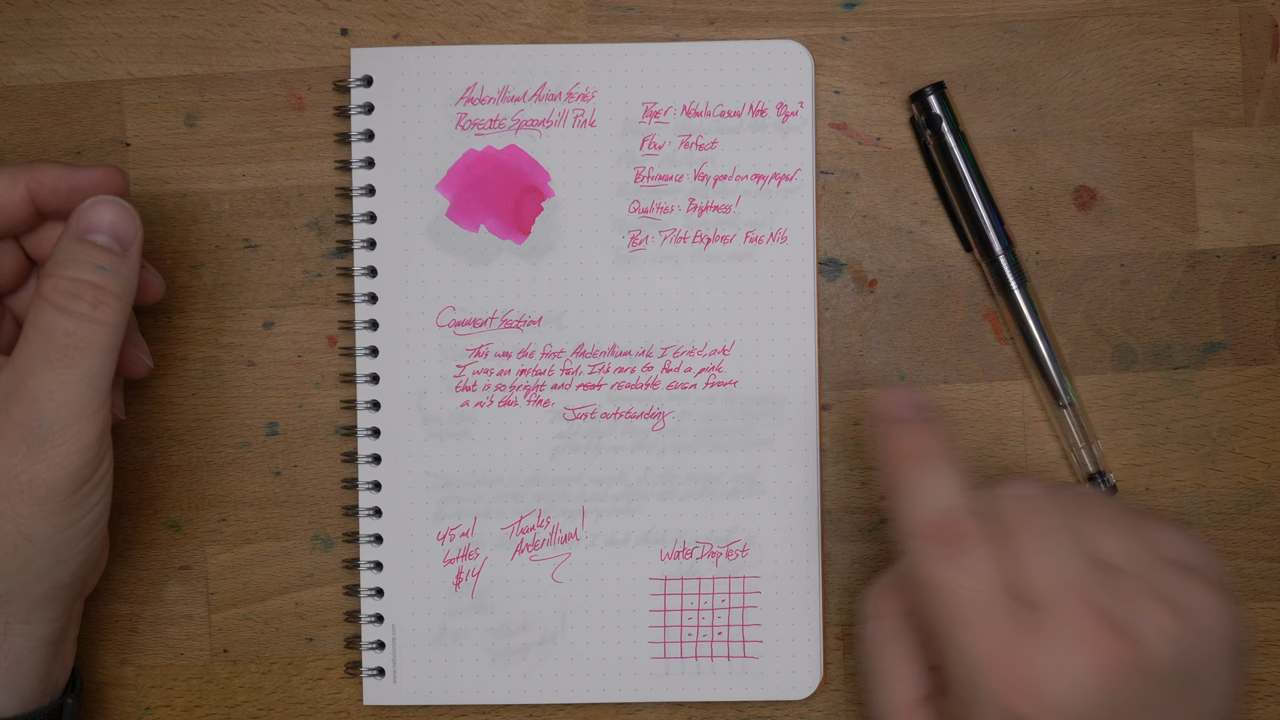 Anderillium Avian Series
Roseate Spoonbill Pink
Paper: Nebula Casual Note 90gm²
Flow: Perfect
Performance: Very good on copy paper.
Qualities: Brightness!
Pen: Pilot Explorer Fine Nib
Comment Section
This was the first Anderillium ink I tried, and
I was an instant fan. It's rare to find a pink
that is so bright and readable even from
a nib this fine.
Just outstanding.
45 ml
bottles
$14
Thanks
Anderillium!
Water Drop Test